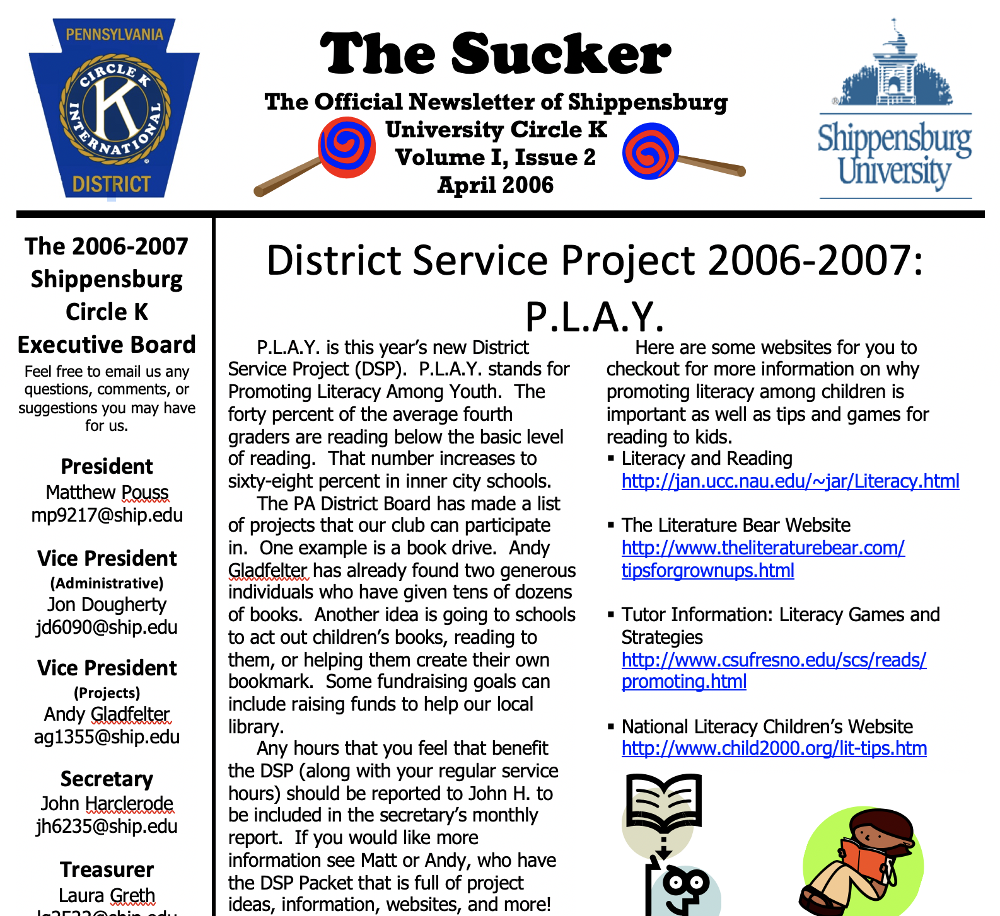 PENNSYLVANIA
CIRCLE K
INTERNATIONAL
K
®
DISTRICT
The Sucker
The Official Newsletter of Shippensburg
University Circle K
Volume I, Issue 2
April 2006
®
Shippensburg
University
The 2006-2007
Shippensburg
Circle K
Executive Board
Feel free to email us any
questions, comments, or
suggestions you may have
for us.
President
Matthew Pouss
mp9217@ship.edu
Vice President
(Administrative)
Jon Dougherty
jd6090@ship.edu
Vice President
(Projects)
Andy Gladfelter
ag1355@ship.edu
Secretary
John Harclerode
jh6235@ship.edu
Treasurer
Laura Greth
District Service Project 2006-2007:
P.L.A.Y.
P.L.A.Y. is this year’s new District
Service Project (DSP).  P.L.A.Y. stands for
Promoting Literacy Among Youth.  The
forty percent of the average fourth
graders are reading below the basic level
of reading.  That number increases to
sixty-eight percent in inner city schools.
The PA District Board has made a list
of projects that our club can participate
in.  One example is a book drive.  Andy
Gladfelter has already found two generous
individuals who have given tens of dozens
of books.  Another idea is going to schools
to act out children’s books, reading to
them, or helping them create their own
bookmark.  Some fundraising goals can
include raising funds to help our local
library.
Any hours that you feel that benefit
the DSP (along with your regular service
hours) should be reported to John H. to
be included in the secretary’s monthly
report.  If you would like more
information see Matt or Andy, who have
the DSP Packet that is full of project
ideas, information, websites, and more!
Here are some websites for you to
checkout for more information on why
promoting literacy among children is
important as well as tips and games for
reading to kids.
▪ Literacy and Reading
http://jan.ucc.nau.edu/~jar/Literacy.html
▪ The Literature Bear Website
http://www.theliteraturebear.com/
tipsforgrownups.html
▪ Tutor Information: Literacy Games and
Strategies
http://www.csufresno.edu/scs/reads/
promoting.html
▪ National Literacy Children’s Website
http://www.child2000.org/lit-tips.htm